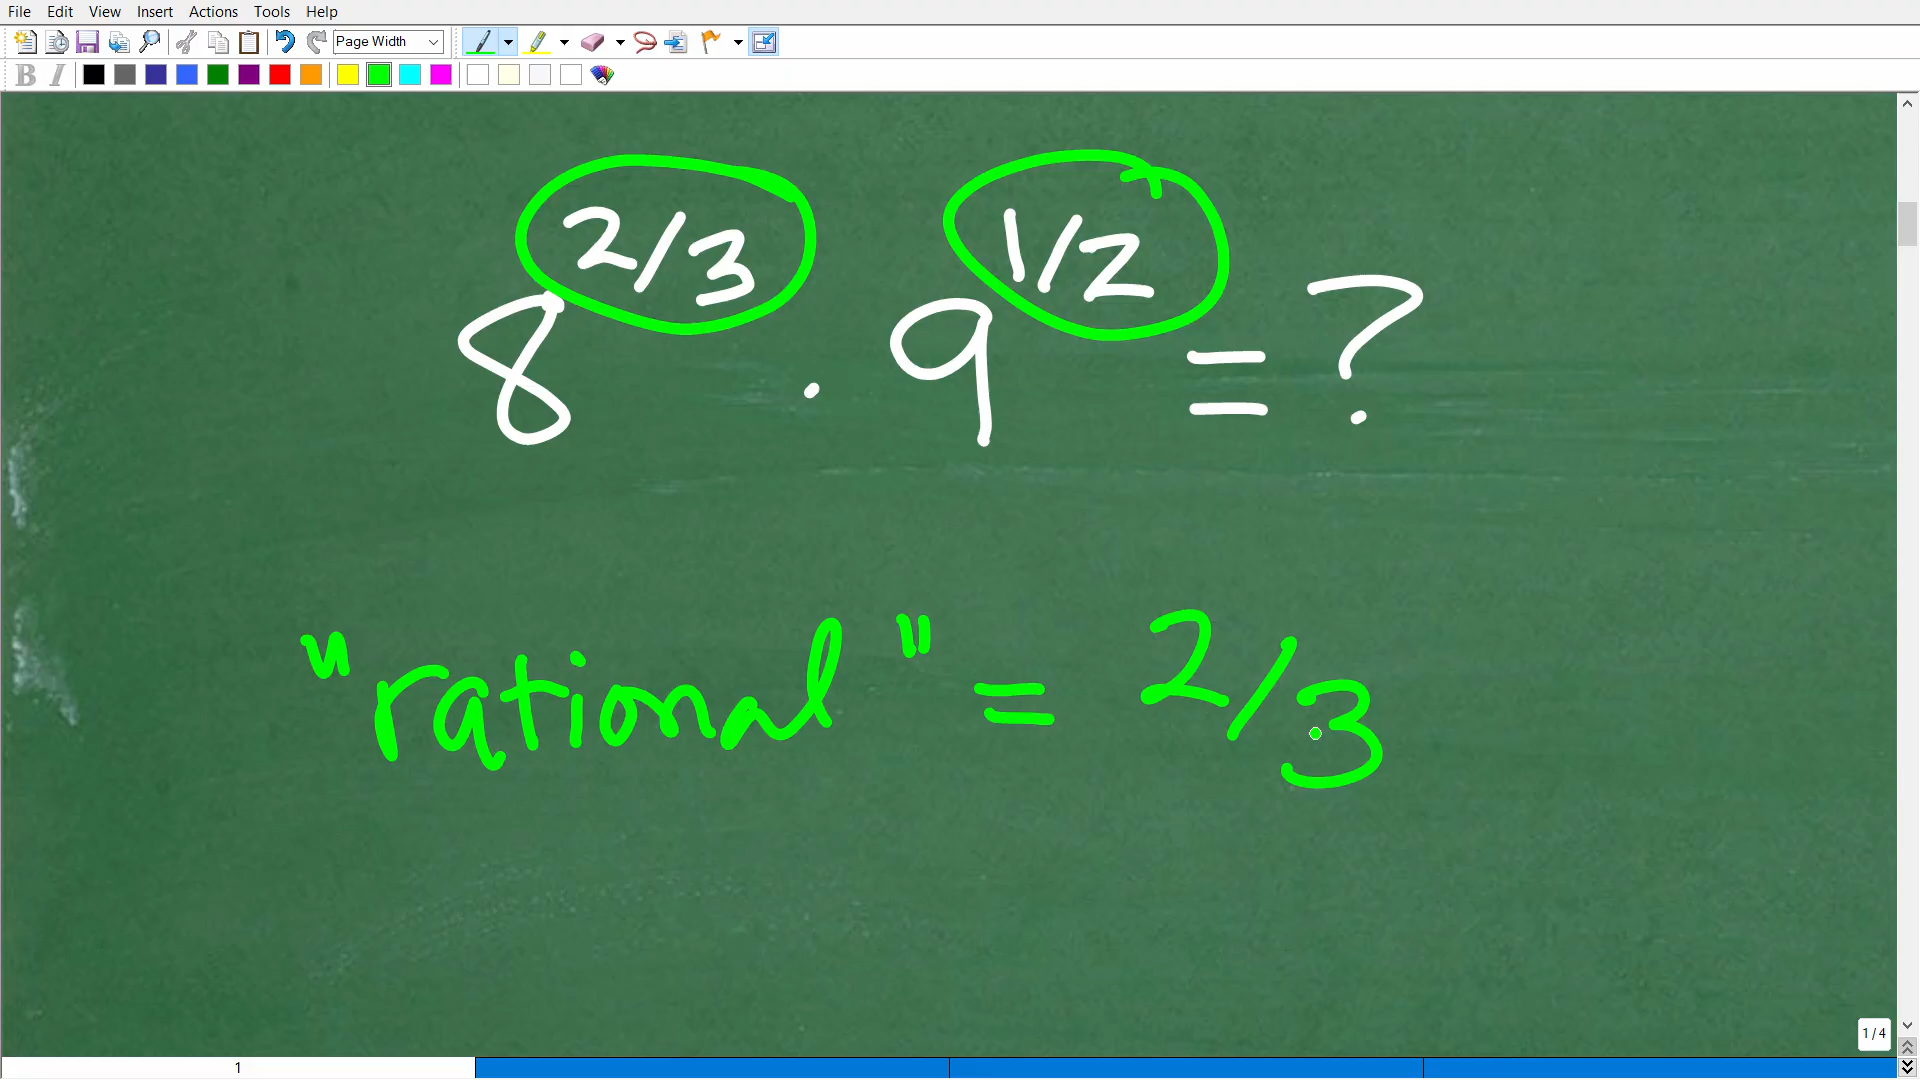 File Edit View Insert Actions Tools Help
Page Width
B I
8^2/3 . 9^1/2 = ?
"rational" = 2/3
1 / 4
1